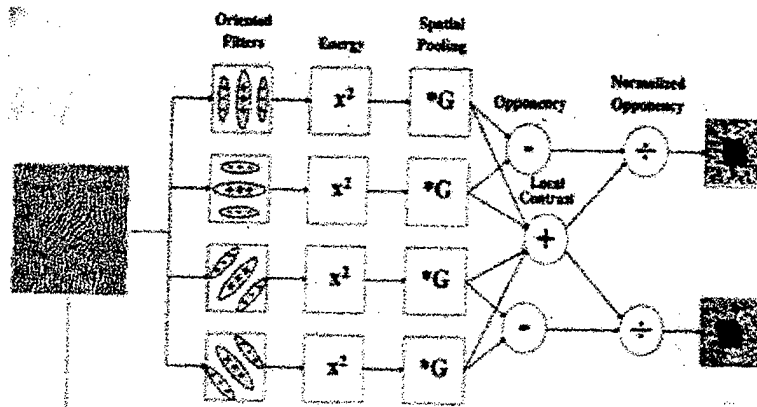 Oriented
Filters
Energy
Spatial
Pooling
Opponency
Normalized
Opponency
x²
*G
-
÷
x²
*G
Local
Contrast
+
x²
*G
-
÷
x²
*G